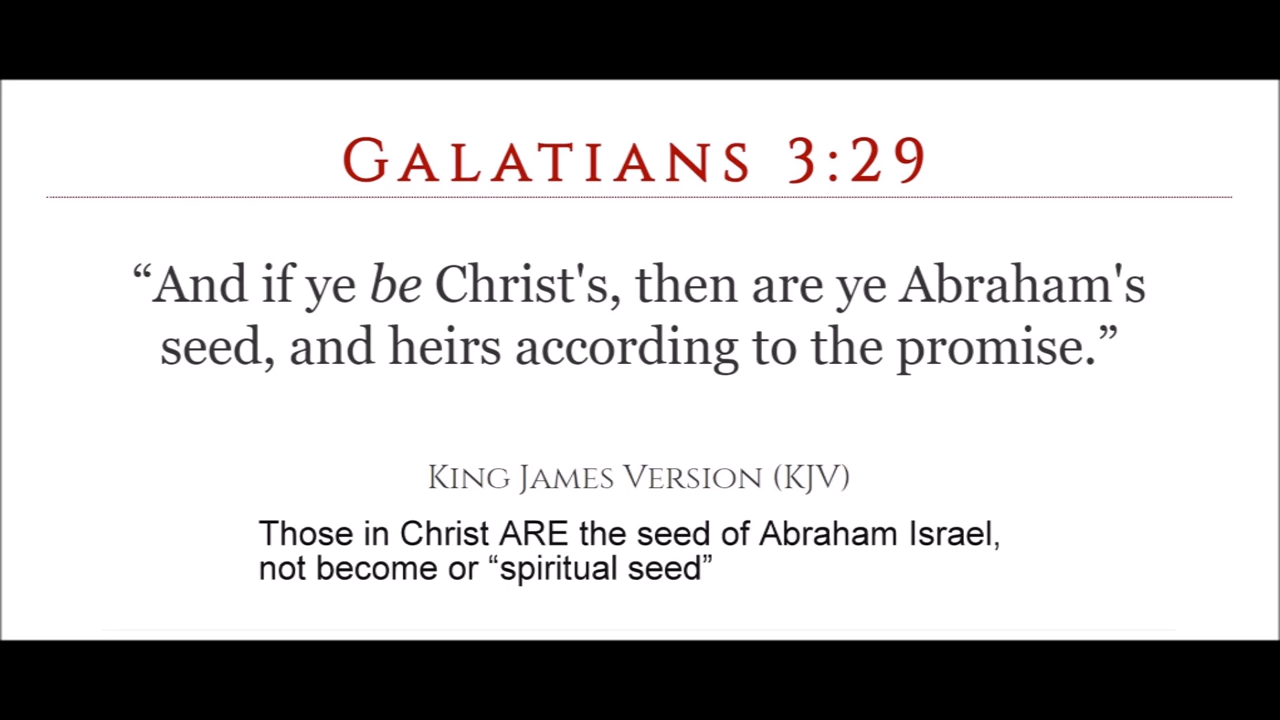 GALATIANS 3:29
“And if ye be Christ's, then are ye Abraham's
seed, and heirs according to the promise.”
KING JAMES VERSION (KJV)
Those in Christ ARE the seed of Abraham Israel,
not become or “spiritual seed”